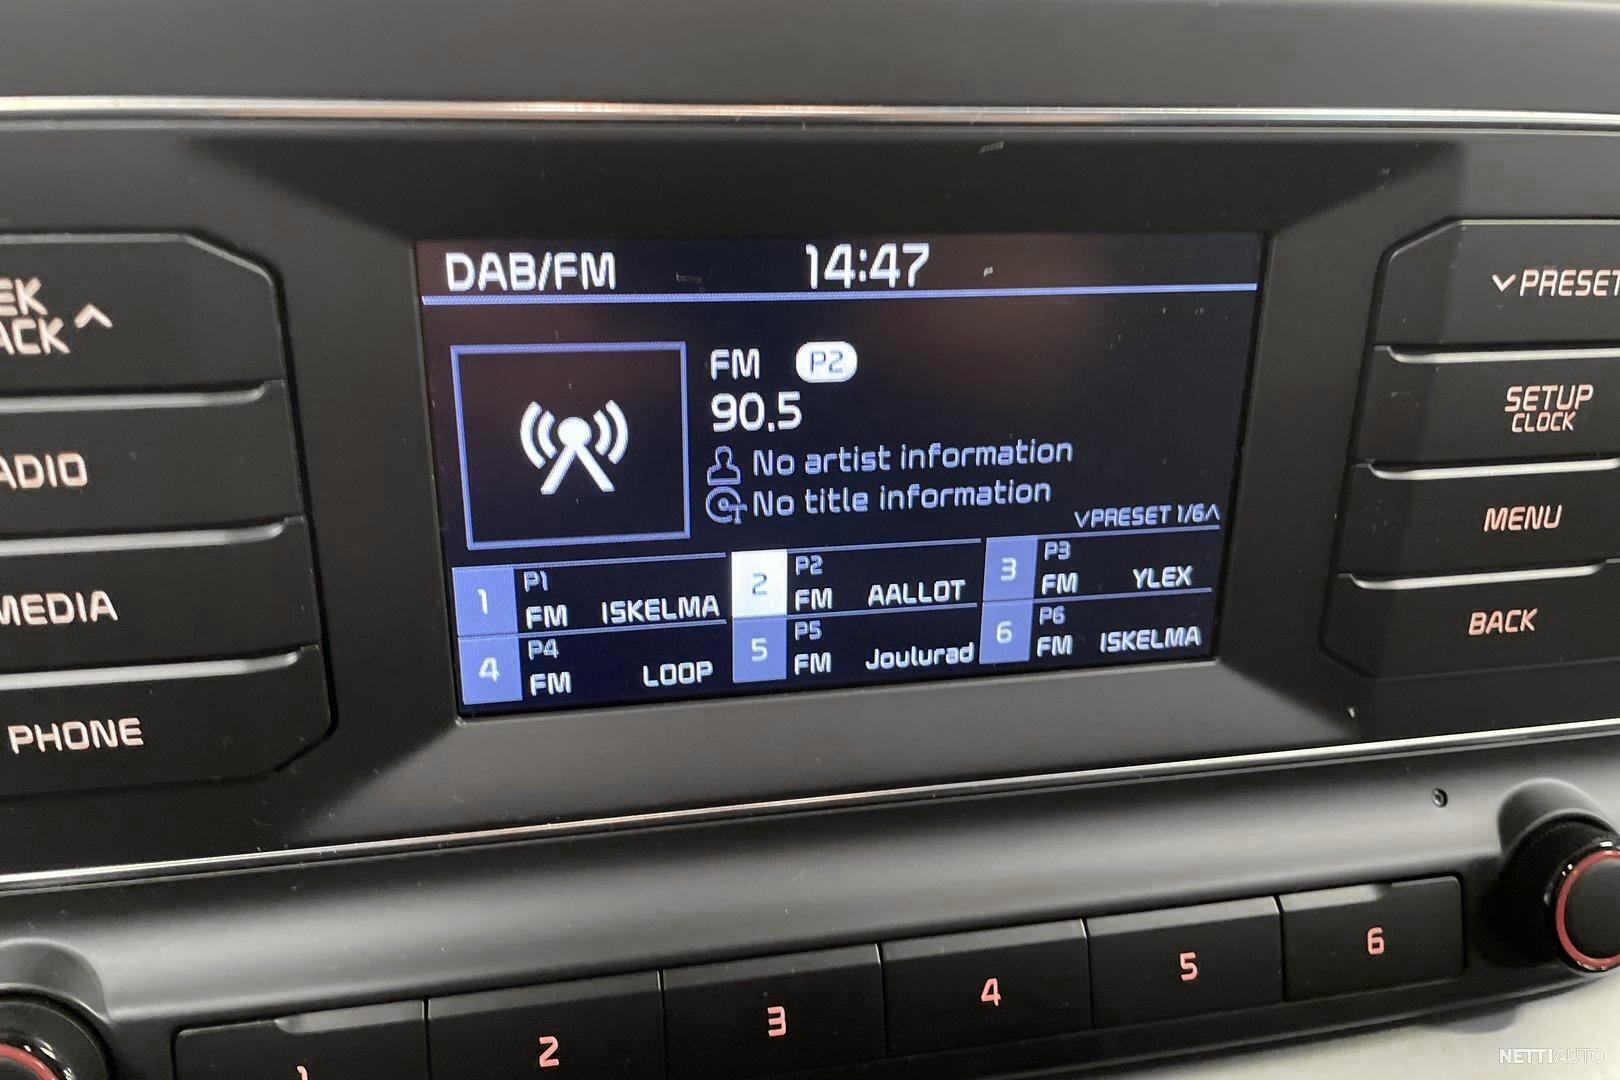 DAB/FM 14:47
FM P2
90.5
No artist information
No title information
∨PRESET 1/6∧
1 P1 FM ISKELMA
2 P2 FM AALLOT
3 P3 FM YLEX
4 P4 FM LOOP
5 P5 FM Joulurad
6 P6 FM ISKELMA
EK
ACK
ADIO
MEDIA
PHONE
PRESET
SETUP
CLOCK
MENU
BACK
1 2 3 4 5 6
NETTIAUTO